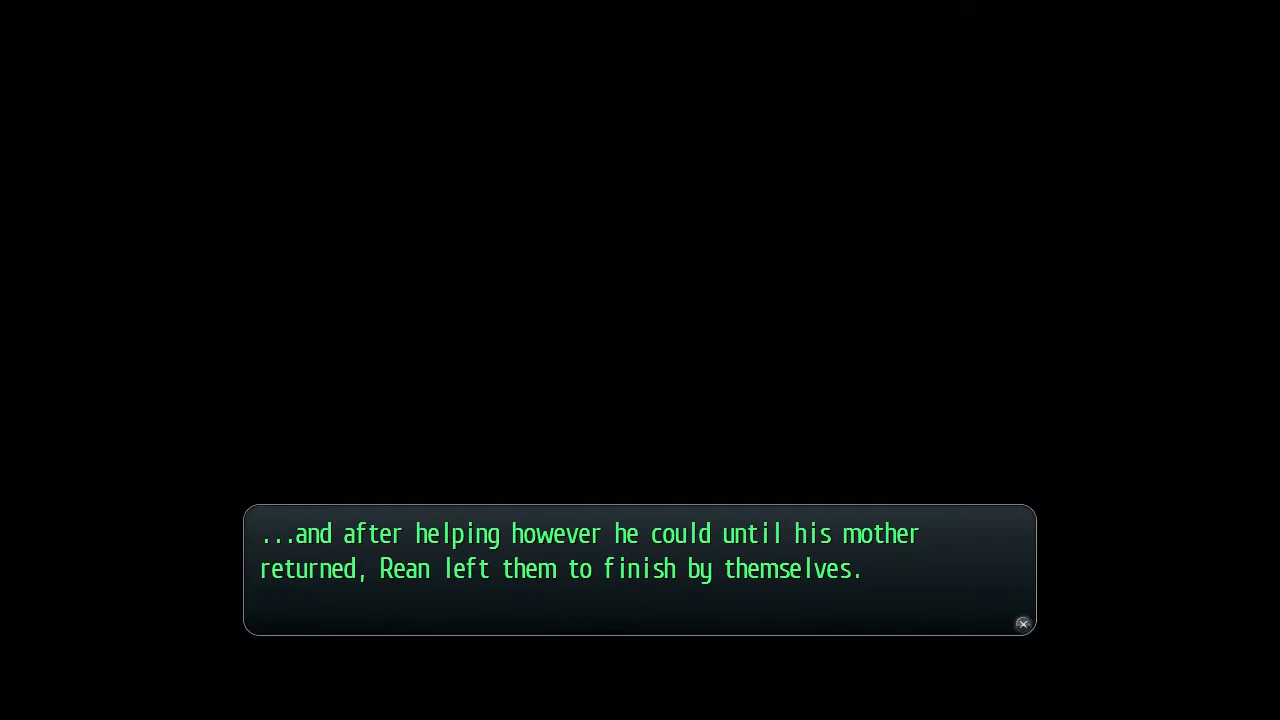 ...and after helping however he could until his mother
returned, Rean left them to finish by themselves.